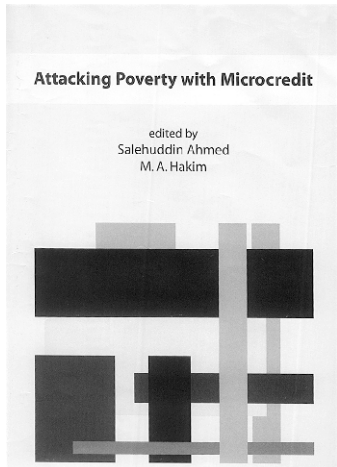 Attacking Poverty with Microcredit
edited by
Salehuddin Ahmed
M. A. Hakim